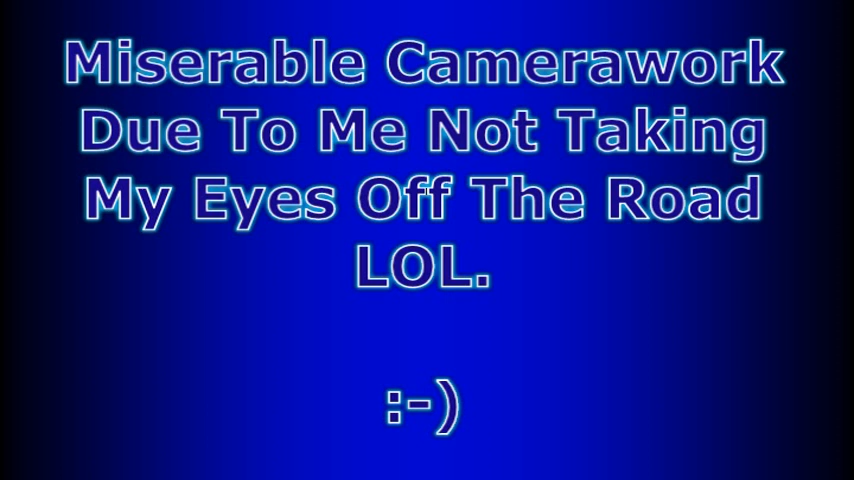 Miserable Camerawork
Due To Me Not Taking
My Eyes Off The Road
LOL.
:-)